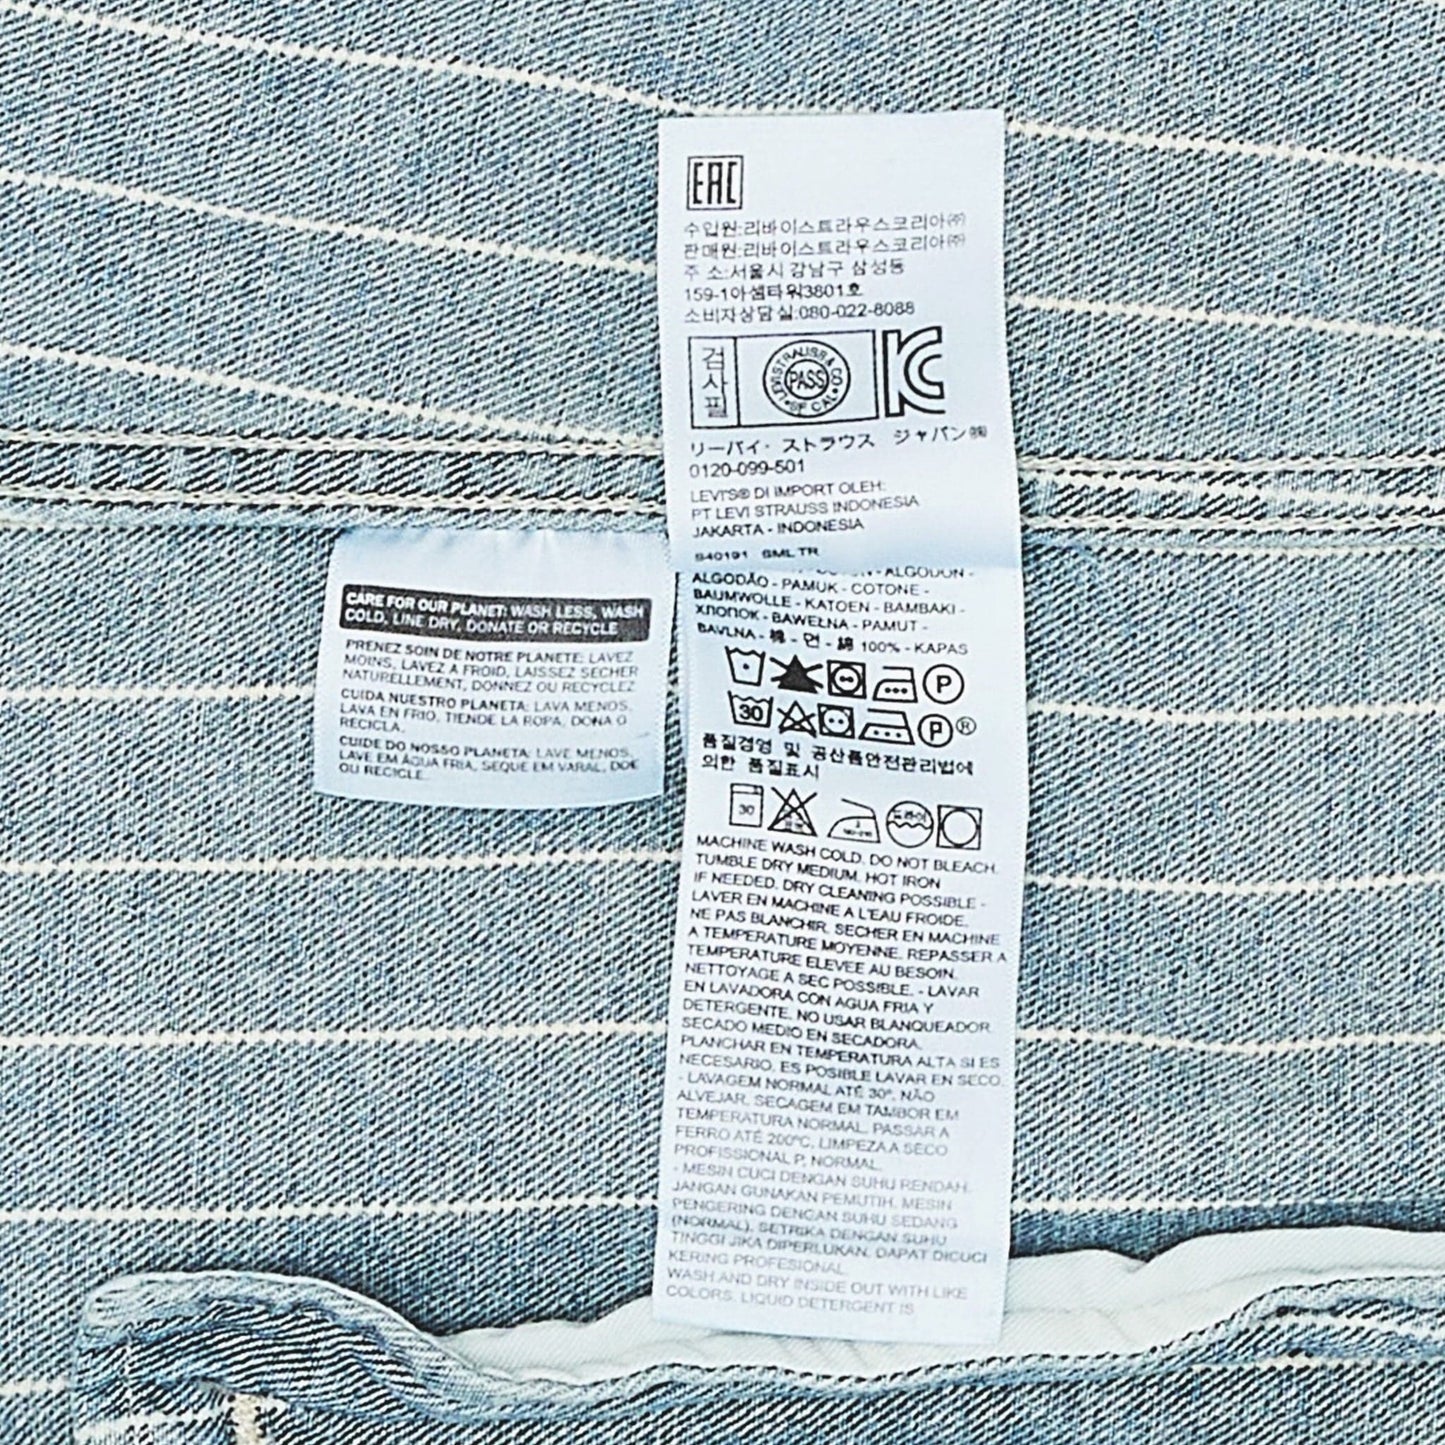 EAC
수입원:리바이스트라우스코리아㈜
판매원:리바이스트라우스코리아㈜
주 소:서울시 강남구 삼성동
159-1아셈타워3801호
소비자상담실:080-022-8088
검사필
LEVI STRAUSS & CO
PASS
SF CAL
リーバイ・ストラウス ジャパン㈱
0120-099-501
LEVI'S® DI IMPORT OLEH:
PT LEVI STRAUSS INDONESIA
JAKARTA - INDONESIA
S40191 SML TR
ALGODÓN -
ALGODÃO - PAMUK - COTONE -
BAUMWOLLE - KATOEN - BAMBAKI -
ХЛОПОК - BAWEŁNA - PAMUT -
BAVLNA - 棉 - 면 - 綿 100% - KAPAS
P
30 P ®
품질경영 및 공산품안전관리법에
의한 품질표시
30
MACHINE WASH COLD. DO NOT BLEACH.
TUMBLE DRY MEDIUM. HOT IRON
IF NEEDED. DRY CLEANING POSSIBLE -
LAVER EN MACHINE A L'EAU FROIDE.
NE PAS BLANCHIR. SECHER EN MACHINE
A TEMPERATURE MOYENNE. REPASSER A
TEMPERATURE ELEVEE AU BESOIN.
NETTOYAGE A SEC POSSIBLE. - LAVAR
EN LAVADORA CON AGUA FRIA Y
DETERGENTE. NO USAR BLANQUEADOR.
SECADO MEDIO EN SECADORA.
PLANCHAR EN TEMPERATURA ALTA SI ES
NECESARIO. ES POSIBLE LAVAR EN SECO.
- LAVAGEM NORMAL ATÉ 30º. NÃO
ALVEJAR. SECAGEM EM TAMBOR EM
TEMPERATURA NORMAL. PASSAR A
FERRO ATÉ 200ºC, LIMPEZA A SECO
PROFISSIONAL P, NORMAL.
- MESIN CUCI DENGAN SUHU RENDAH.
JANGAN GUNAKAN PEMUTIH. MESIN
PENGERING DENGAN SUHU SEDANG
(NORMAL). SETRIKA DENGAN SUHU
TINGGI JIKA DIPERLUKAN. DAPAT DICUCI
KERING PROFESIONAL.
WASH AND DRY INSIDE OUT WITH LIKE
COLORS. LIQUID DETERGENT IS
CARE FOR OUR PLANET: WASH LESS, WASH
COLD, LINE DRY, DONATE OR RECYCLE
PRENEZ SOIN DE NOTRE PLANETE: LAVEZ
MOINS, LAVEZ A FROID, LAISSEZ SECHER
NATURELLEMENT, DONNEZ OU RECYCLEZ
CUIDA NUESTRO PLANETA: LAVA MENOS,
LAVA EN FRIO, TIENDE LA ROPA, DONA O
RECICLA.
CUIDE DO NOSSO PLANETA: LAVE MENOS,
LAVE EM ÁGUA FRIA, SEQUE EM VARAL, DOE
OU RECICLE.